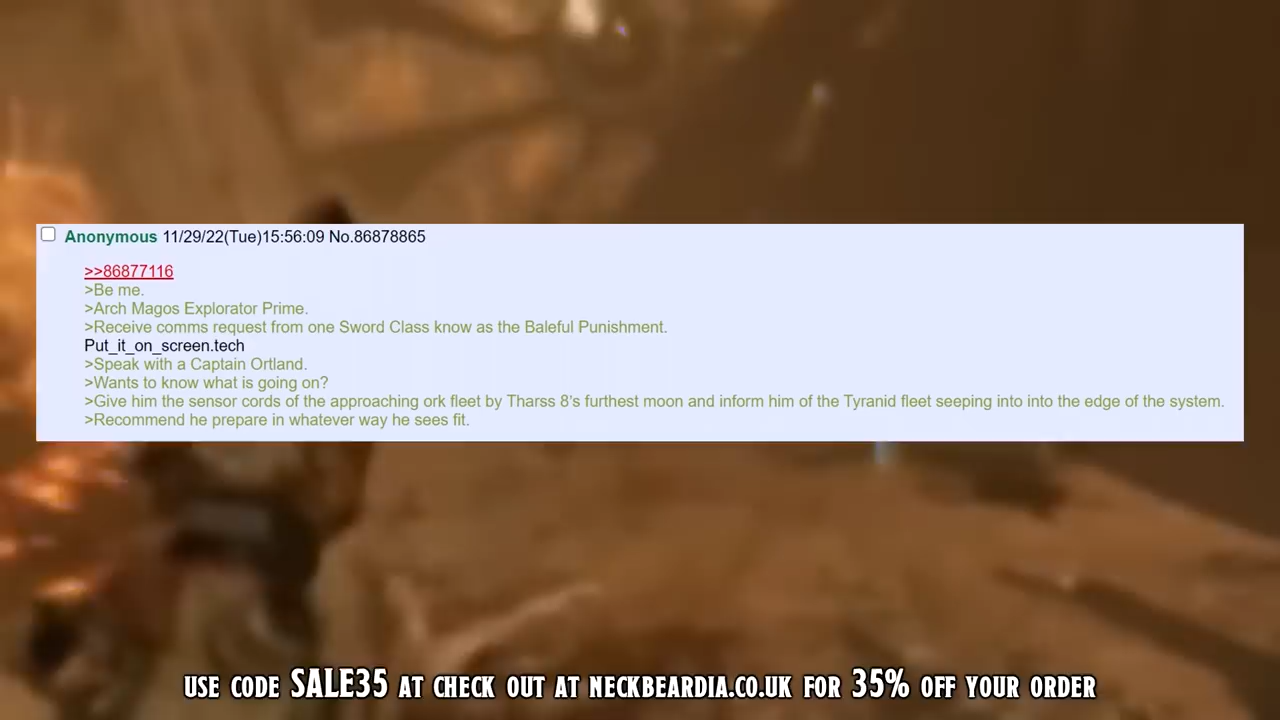 Anonymous 11/29/22(Tue)15:56:09 No.86878865
>>86877116
>Be me.
>Arch Magos Explorator Prime.
>Receive comms request from one Sword Class know as the Baleful Punishment.
Put_it_on_screen.tech
>Speak with a Captain Ortland.
>Wants to know what is going on?
>Give him the sensor cords of the approaching ork fleet by Tharss 8's furthest moon and inform him of the Tyranid fleet seeping into into the edge of the system.
>Recommend he prepare in whatever way he sees fit.
USE CODE SALE35 AT CHECK OUT AT NECKBEARDIA.CO.UK FOR 35% OFF YOUR ORDER